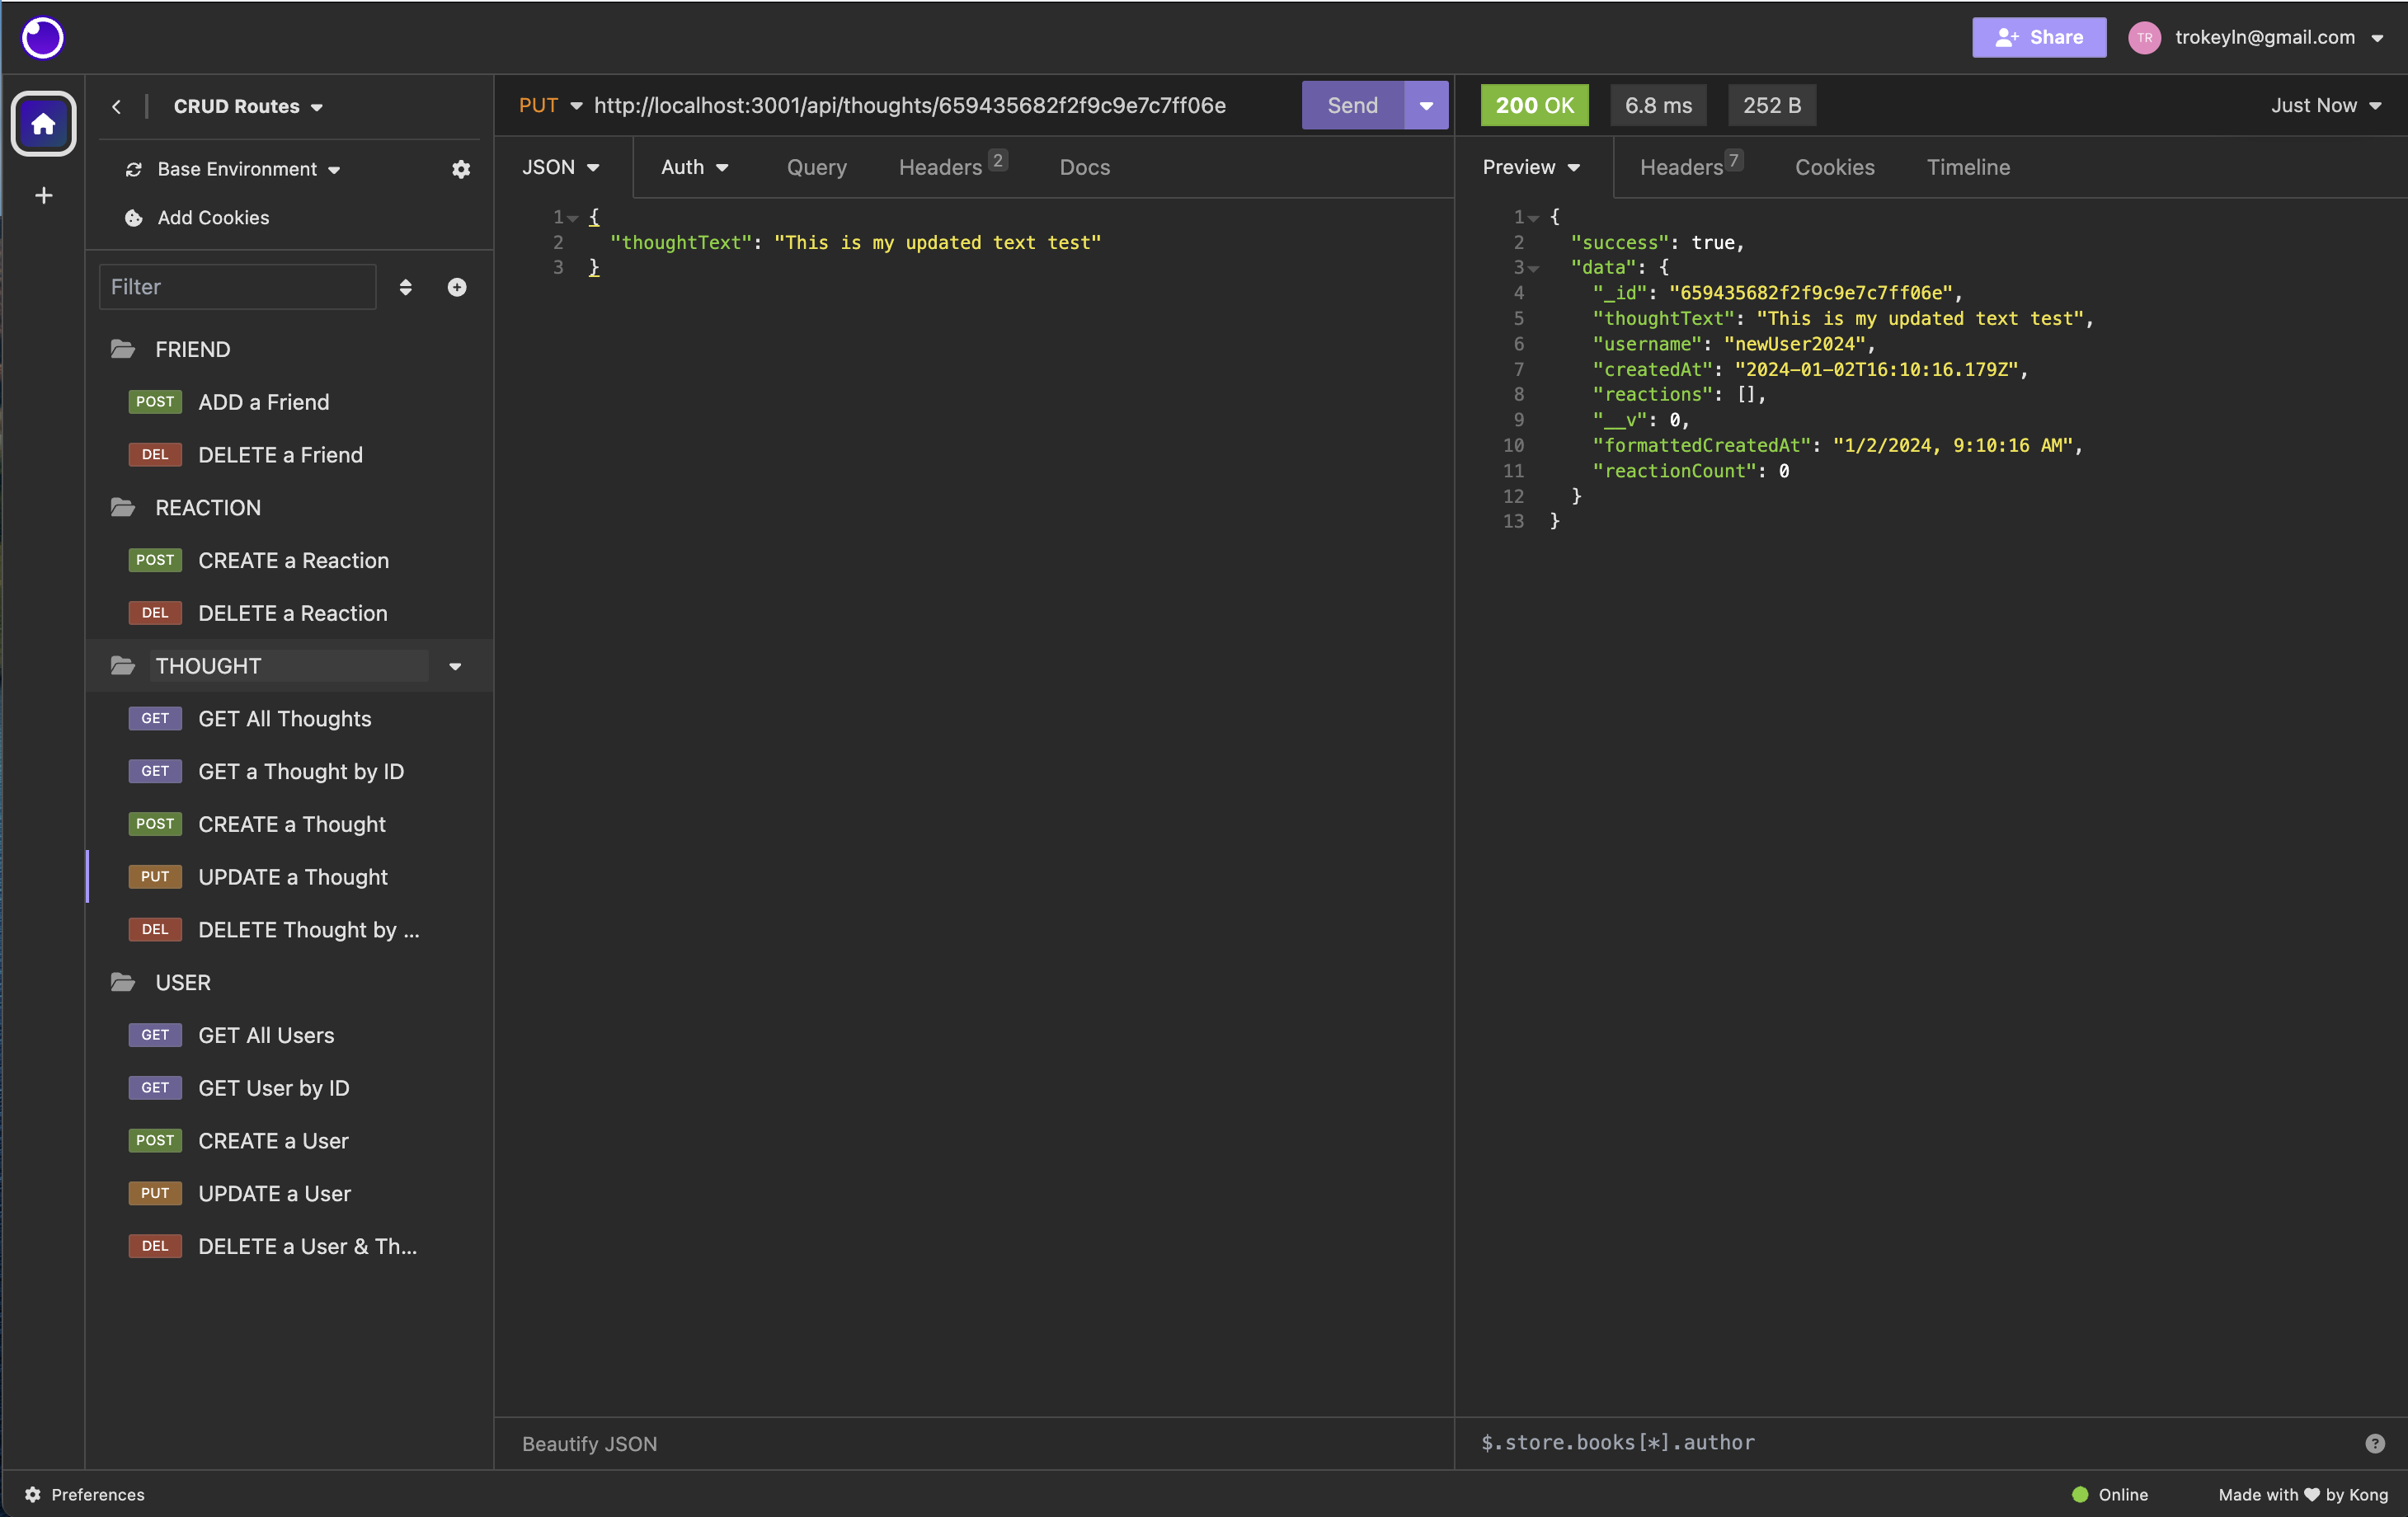 Share
TR
trokeyln@gmail.com
CRUD Routes
Base Environment
Add Cookies
Filter
FRIEND
POST ADD a Friend
DEL DELETE a Friend
REACTION
POST CREATE a Reaction
DEL DELETE a Reaction
THOUGHT
GET GET All Thoughts
GET GET a Thought by ID
POST CREATE a Thought
PUT UPDATE a Thought
DEL DELETE Thought by ...
USER
GET GET All Users
GET GET User by ID
POST CREATE a User
PUT UPDATE a User
DEL DELETE a User & Th...
PUT http://localhost:3001/api/thoughts/659435682f2f9c9e7c7ff06e Send
JSON Auth Query Headers 2 Docs
1 {
2 "thoughtText": "This is my updated text test"
3 }
Beautify JSON
200 OK 6.8 ms 252 B Just Now
Preview Headers 7 Cookies Timeline
1 {
2 "success": true,
3 "data": {
4 "_id": "659435682f2f9c9e7c7ff06e",
5 "thoughtText": "This is my updated text test",
6 "username": "newUser2024",
7 "createdAt": "2024-01-02T16:10:16.179Z",
8 "reactions": [],
9 "__v": 0,
10 "formattedCreatedAt": "1/2/2024, 9:10:16 AM",
11 "reactionCount": 0
12 }
13 }
$.store.books[*].author
?
Preferences
Online
Made with ♥ by Kong